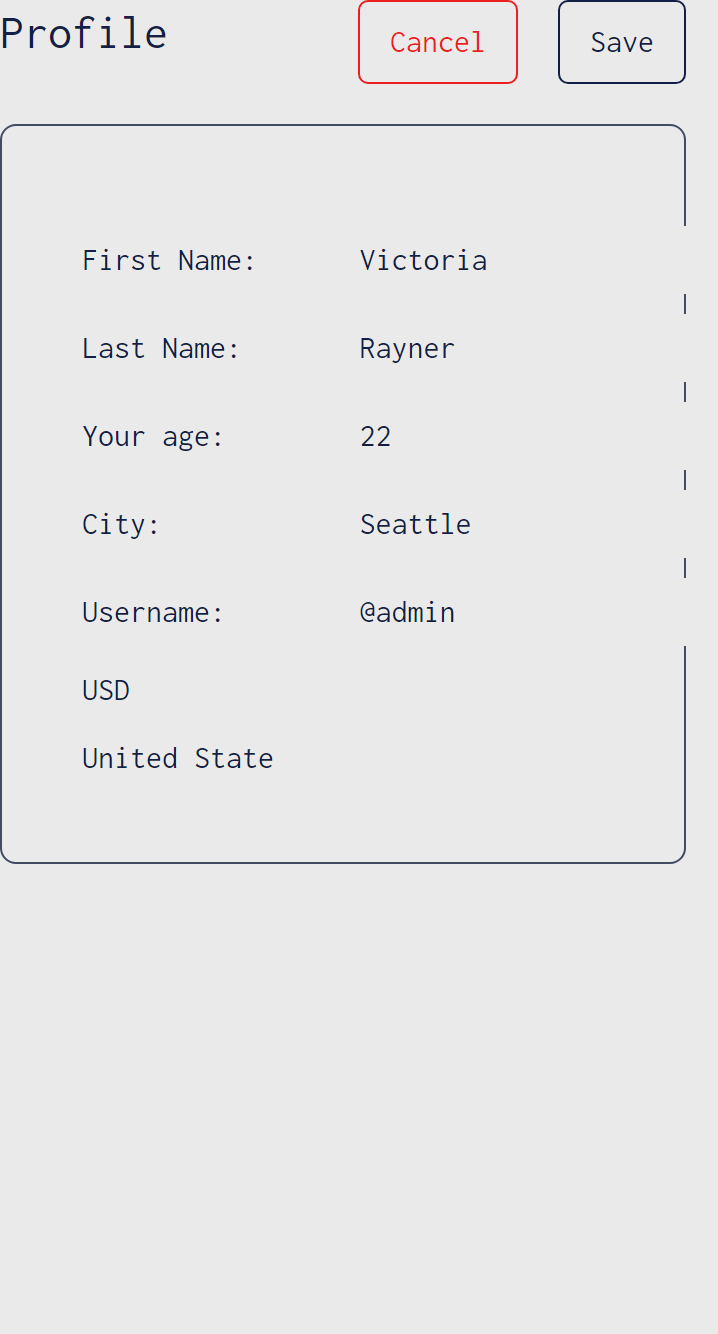 Profile Cancel Save
First Name: Victoria
Last Name: Rayner
Your age: 22
City: Seattle
Username: @admin
USD
United State